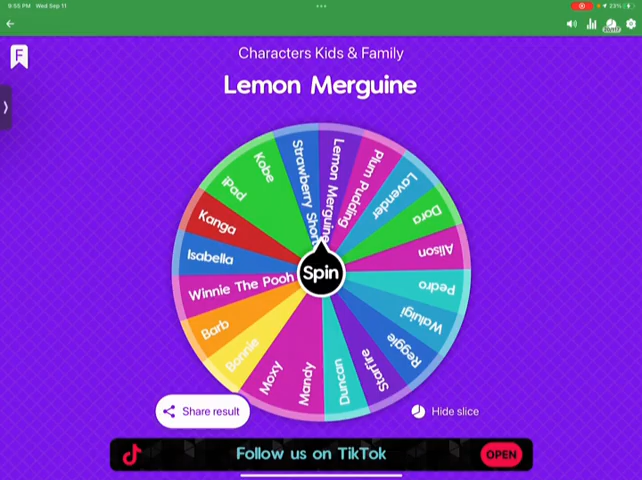 9:55 PM Wed Sep 11
23%
F
Characters Kids & Family
Lemon Merguine
Lemon Merguine
Plum Pudding
Lavender
Dora
Alison
Pedro
Waluigi
Reggie
Starfire
Duncan
Mandy
Moxy
Bonnie
Barb
Winnie The Pooh
Isabella
Kanga
iPad
Kobe
Strawberry Short
Spin
Share result
Hide slice
Follow us on TikTok
OPEN